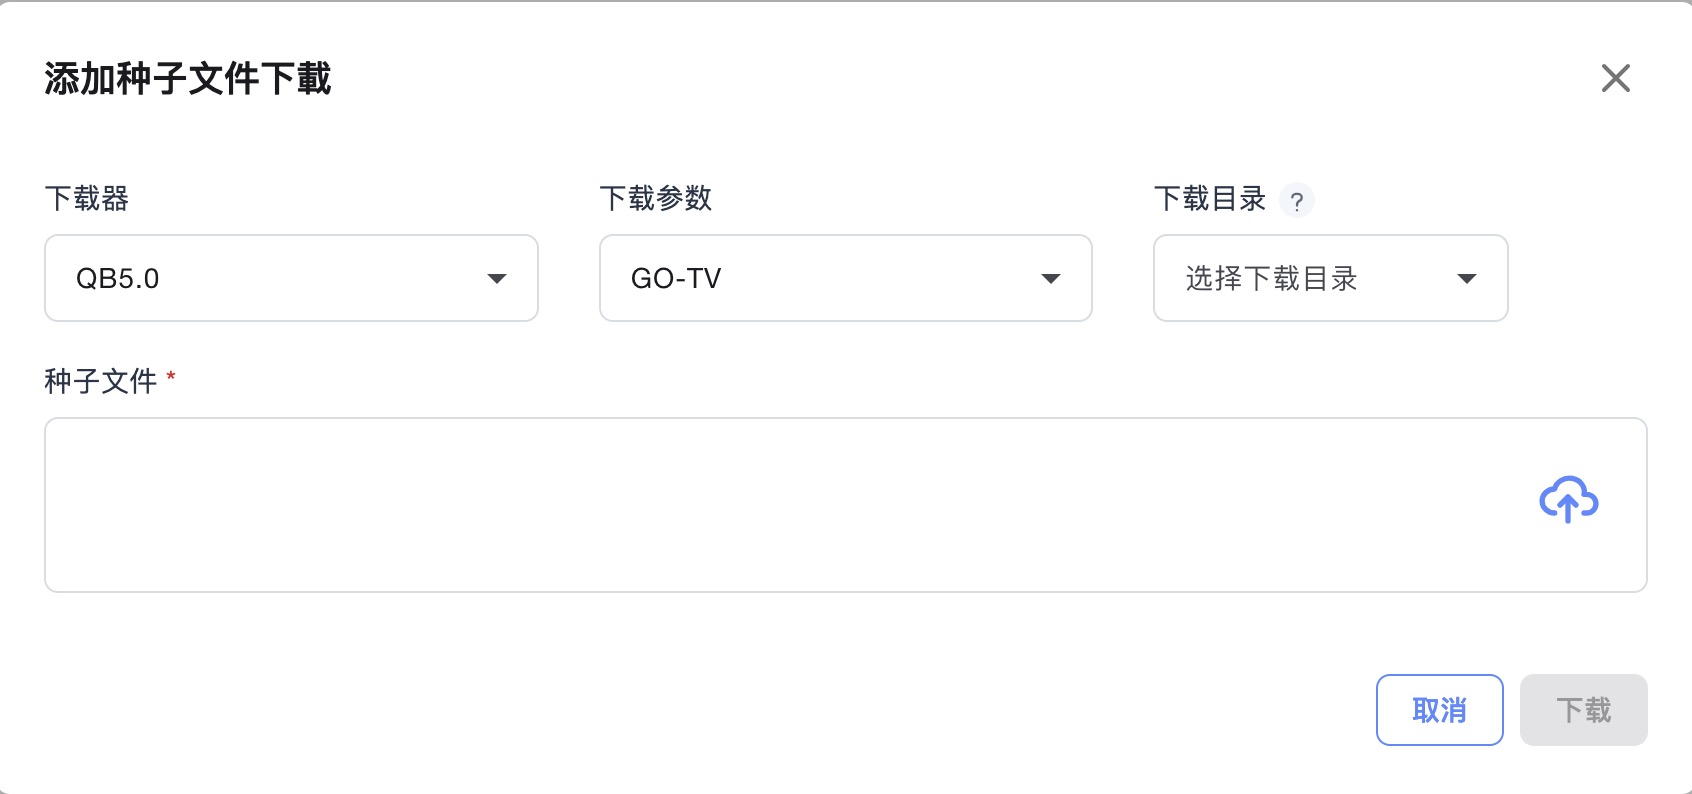 添加种子文件下載
下载器
下载参数
下载目录 ?
QB5.0
GO-TV
选择下载目录
种子文件 *
取消
下载